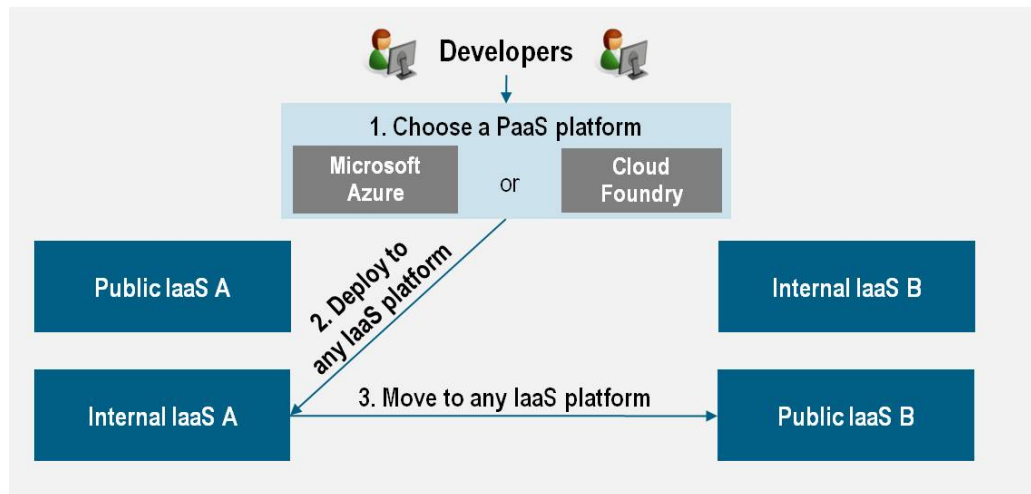 Developers
1. Choose a PaaS platform
Microsoft
Azure
or
Cloud
Foundry
2. Deploy to
any IaaS platform
Public IaaS A
Internal IaaS B
Internal IaaS A
3. Move to any IaaS platform
Public IaaS B